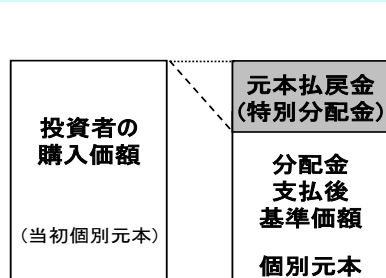 投資者の
購入価額
(当初個別元本)
元本払戻金
(特別分配金)
分配金
支払後
基準価額
個別元本